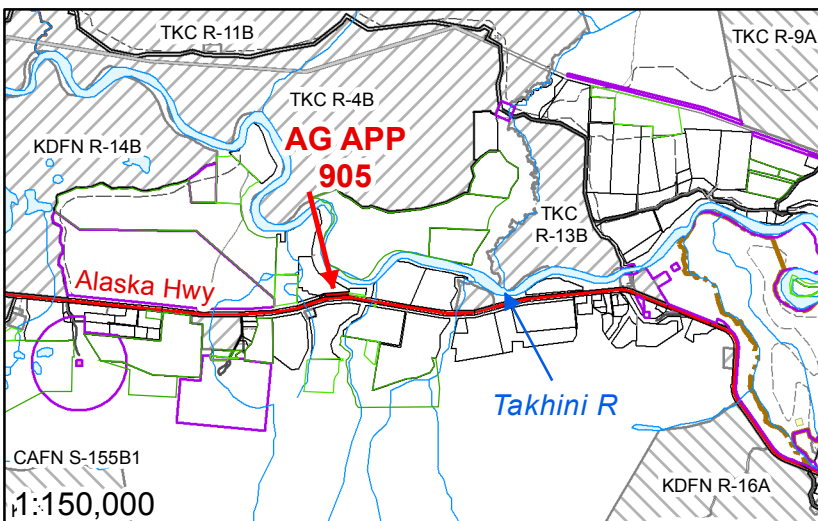 TKC R-11B
TKC R-9A
TKC R-4B
AG APP
905
KDFN R-14B
TKC
R-13B
Alaska Hwy
Takhini R
CAFN S-155B1
KDFN R-16A
1:150,000